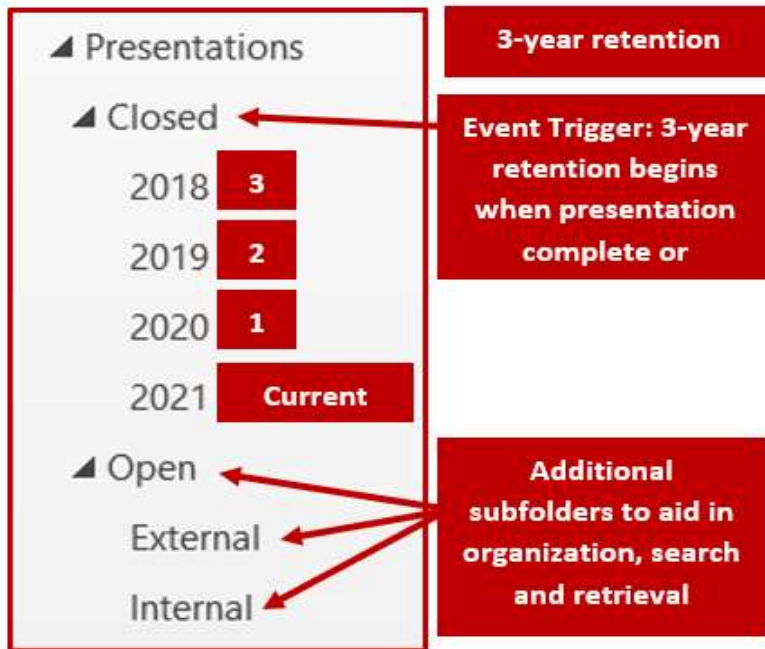 Presentations
3-year retention
Closed
Event Trigger: 3-year
retention begins
when presentation
complete or
2018 3
2019 2
2020 1
2021 Current
Open
Additional
subfolders to aid in
organization, search
and retrieval
External
Internal